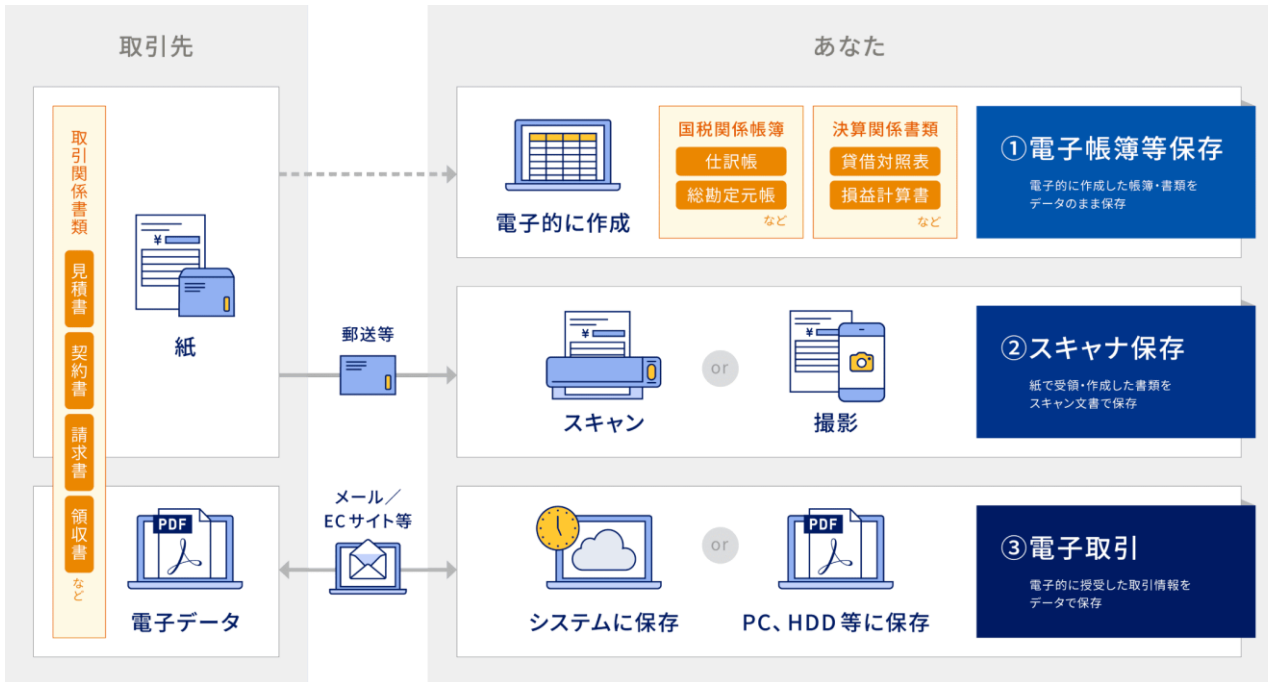 取引先
あなた
取引関係書類
見積書
契約書
請求書
領収書
など
紙
電子データ
PDF
郵送等
メール／
ECサイト等
電子的に作成
国税関係帳簿
仕訳帳
総勘定元帳
など
決算関係書類
貸借対照表
損益計算書
など
①電子帳簿等保存
電子的に作成した帳簿・書類を
データのまま保存
¥
スキャン
or
¥
撮影
②スキャナ保存
紙で受領・作成した書類を
スキャン文書で保存
¥
システムに保存
or
PDF
PC、HDD等に保存
③電子取引
電子的に授受した取引情報を
データで保存